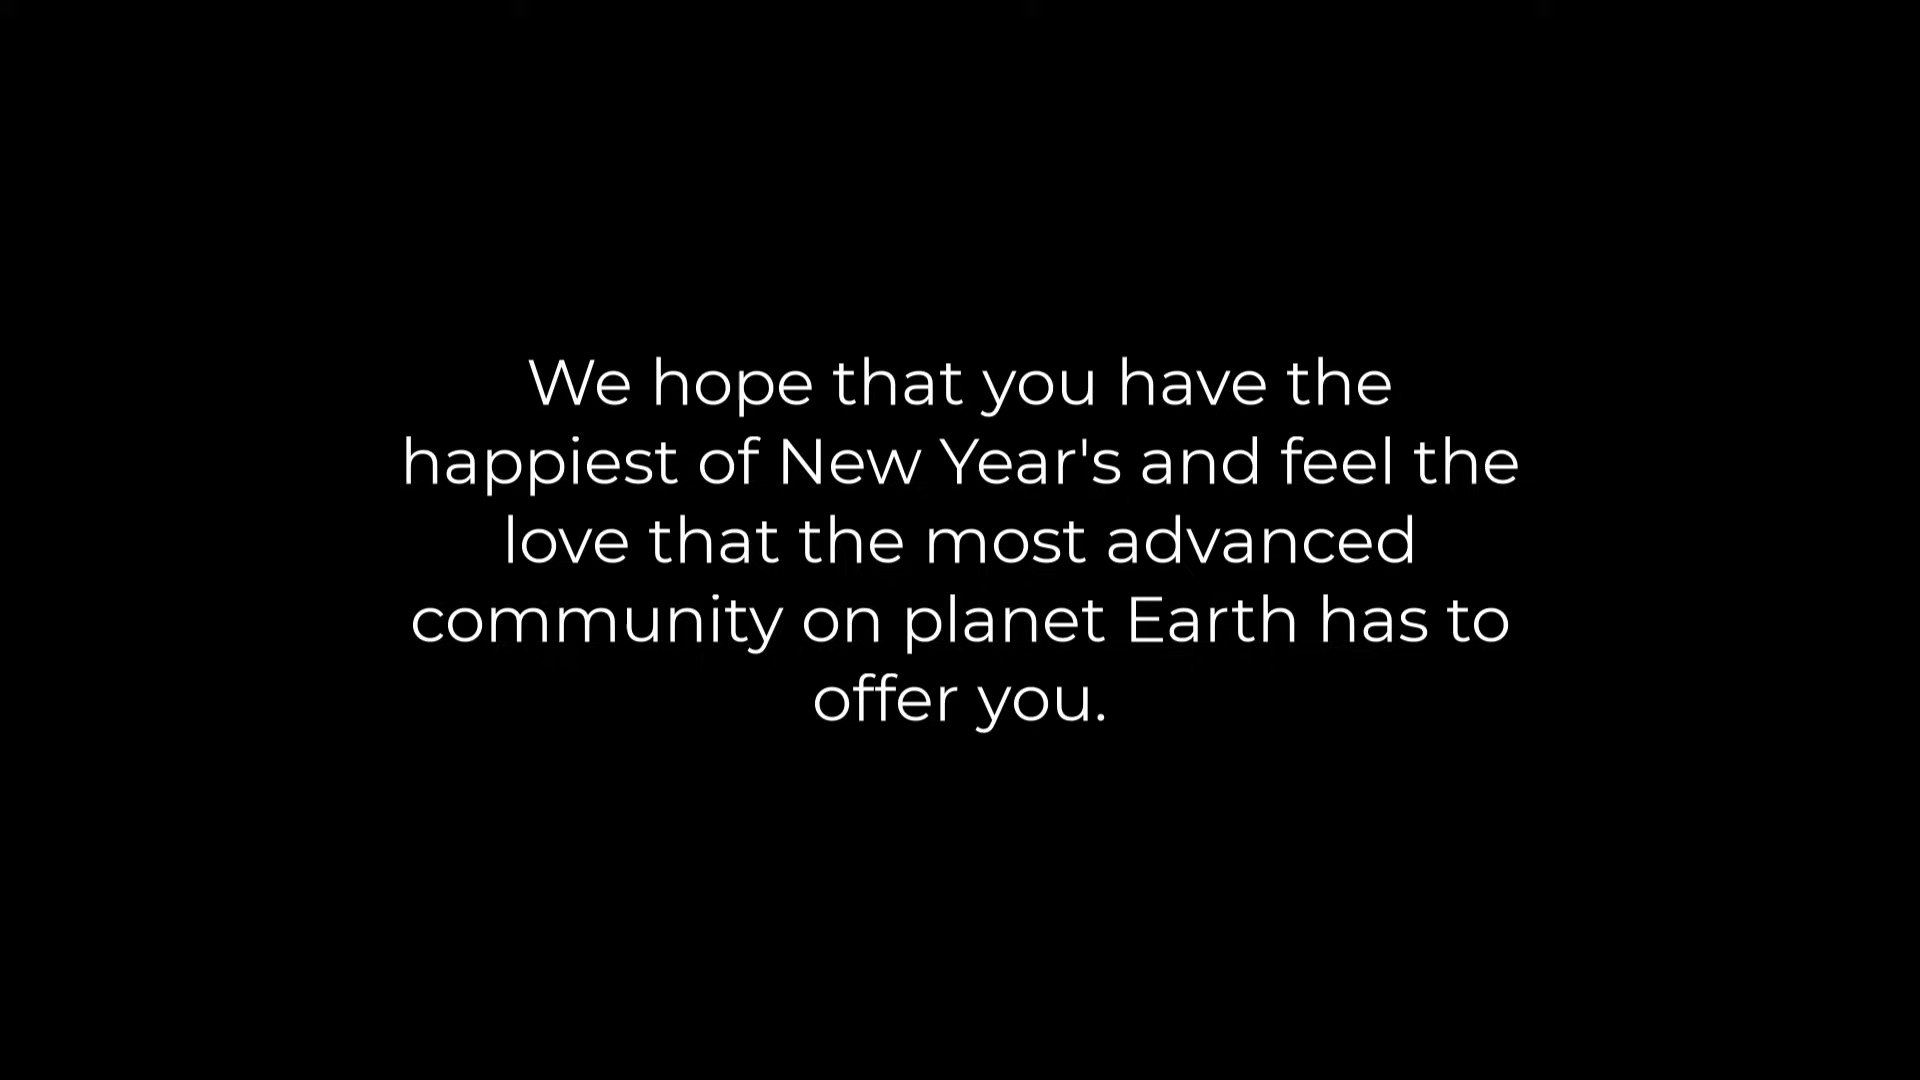 We hope that you have the
happiest of New Year's and feel the
love that the most advanced
community on planet Earth has to
offer you.